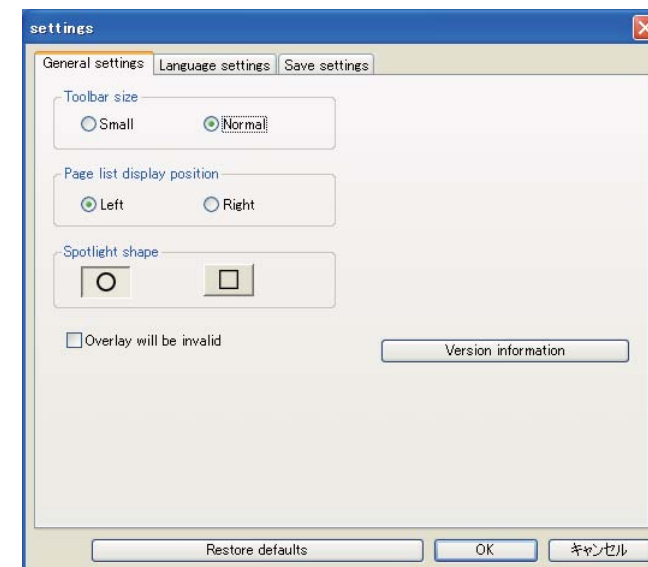 settings
General settings Language settings Save settings
Toolbar size
Small Normal
Page list display position
Left Right
Spotlight shape
Overlay will be invalid
Version information
Restore defaults OK キャンセル